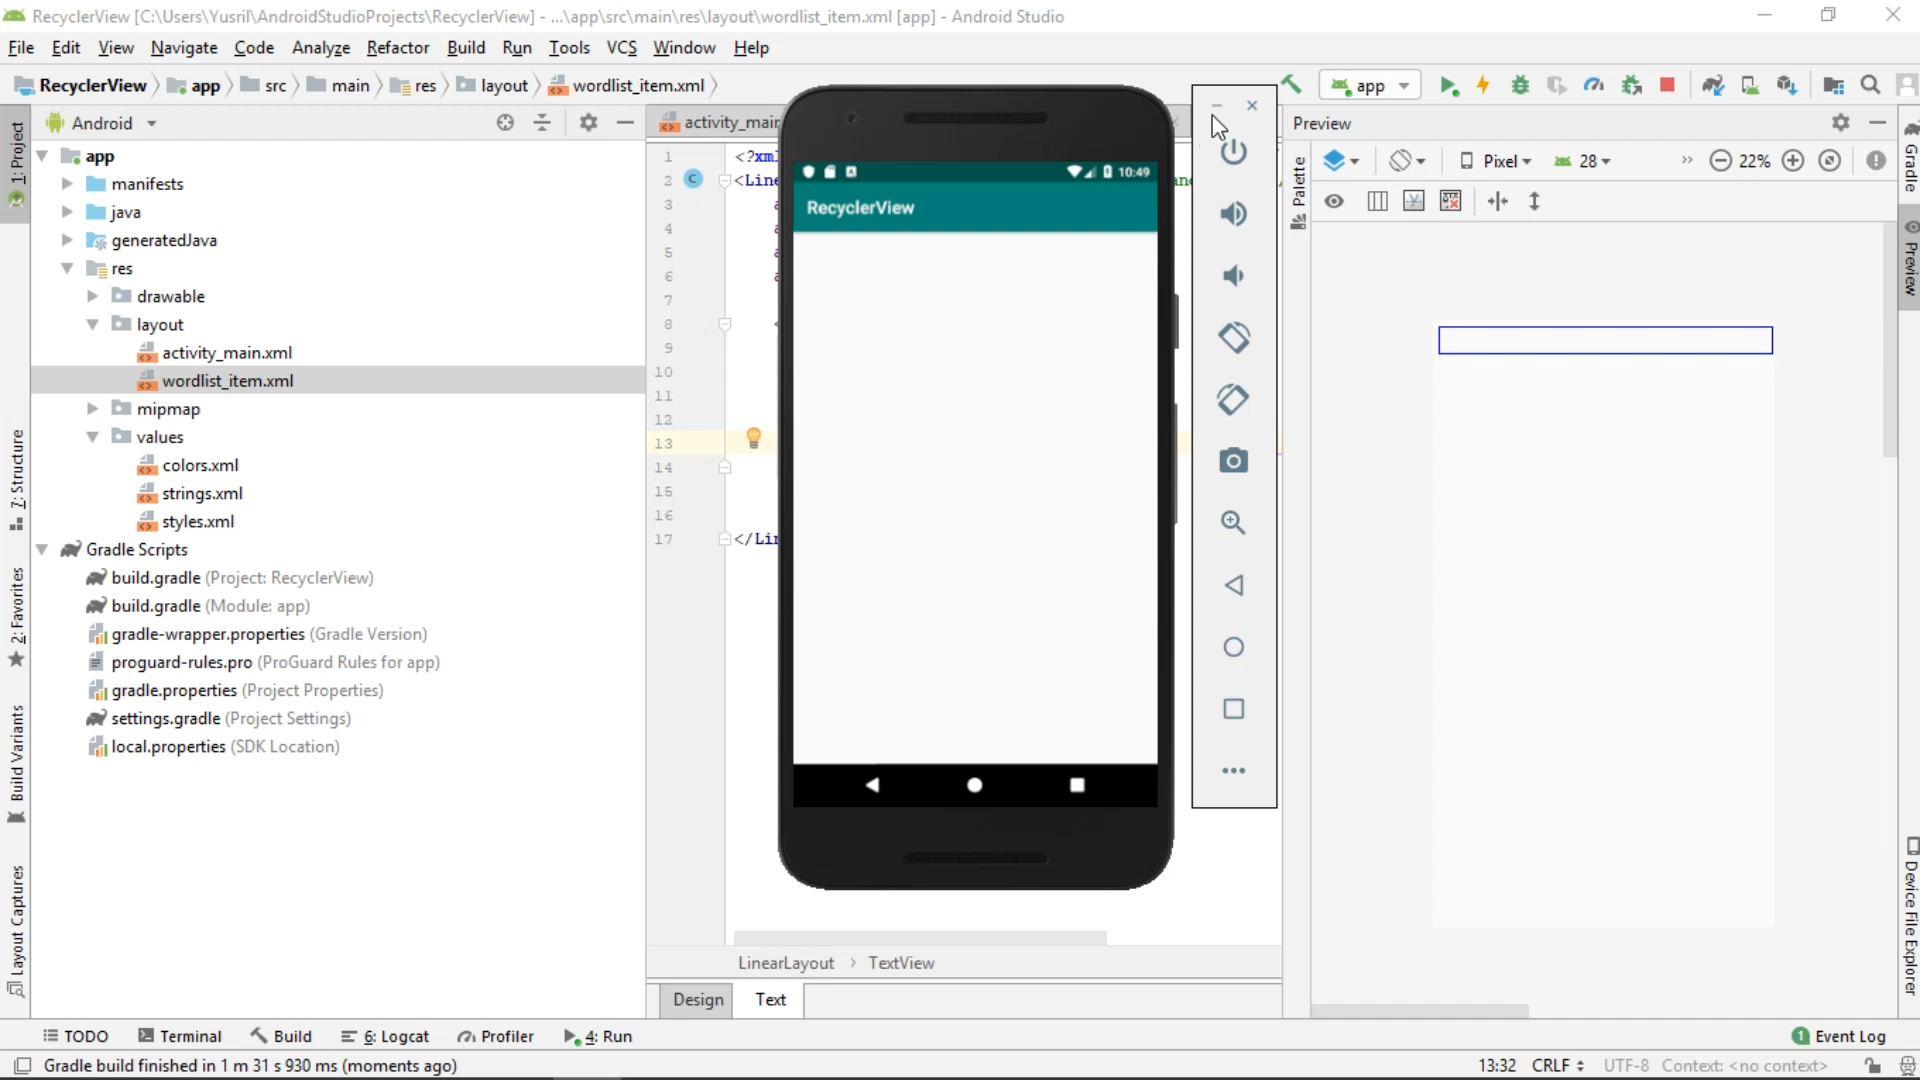 RecyclerView [C:\Users\Yusril\AndroidStudioProjects\RecyclerView] - ...\app\src\main\res\layout\wordlist_item.xml [app] - Android Studio
File Edit View Navigate Code Analyze Refactor Build Run Tools VCS Window Help
RecyclerView app src main res layout wordlist_item.xml app
1: Project
Android
app
manifests
java
generatedJava
res
drawable
layout
activity_main.xml
wordlist_item.xml
mipmap
values
colors.xml
strings.xml
styles.xml
Gradle Scripts
build.gradle (Project: RecyclerView)
build.gradle (Module: app)
gradle-wrapper.properties (Gradle Version)
proguard-rules.pro (ProGuard Rules for app)
gradle.properties (Project Properties)
settings.gradle (Project Settings)
local.properties (SDK Location)
7: Structure
2: Favorites
Build Variants
Layout Captures
1 <?xml
2 C <Line
3
4
5
6
7
8 <
9
10
11
12
13
14
15
16
17 </Lin
10:49
RecyclerView
LinearLayout > TextView
Design Text
Preview
Palette
Pixel 28 » 22%
Gradle
Preview
Device File Explorer
TODO Terminal Build 6: Logcat Profiler 4: Run 1 Event Log
Gradle build finished in 1 m 31 s 930 ms (moments ago) 13:32 CRLF UTF-8 Context: <no context>